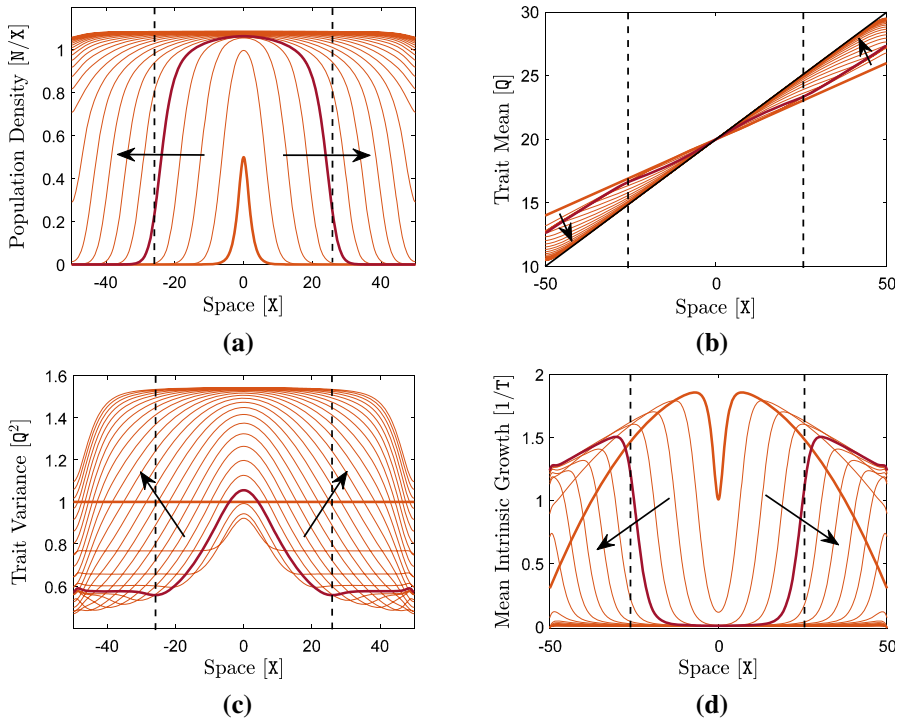 Population Density [N/X]
1
0.8
0.6
0.4
0.2
0
-40 -20 0 20 40
Space [X]
(a)
Trait Mean [Q]
30
25
20
15
10
-50 0 50
Space [X]
(b)
Trait Variance [Q²]
1.6
1.4
1.2
1
0.8
0.6
-40 -20 0 20 40
Space [X]
(c)
Mean Intrinsic Growth [1/T]
2
1.5
1
0.5
0
-50 0 50
Space [X]
(d)